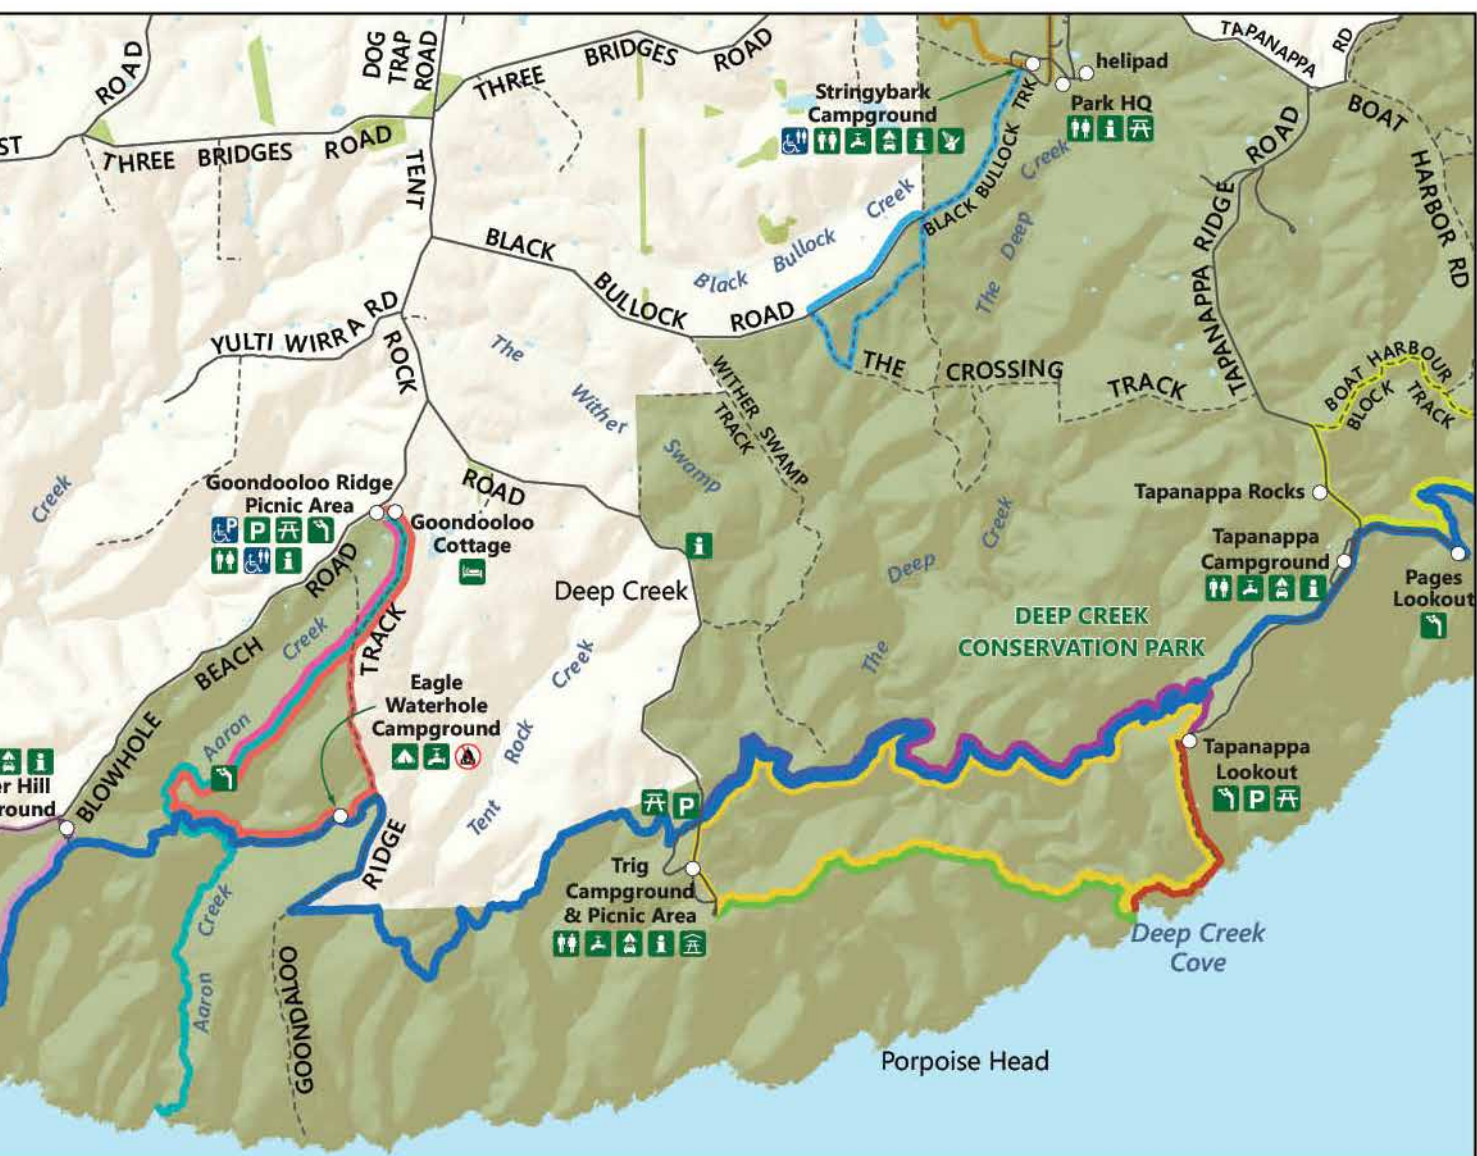 ROAD
DOG
TRAP
ROAD
THREE
BRIDGES
ROAD
TAPANAPPA
RD
helipad
Stringybark
Campground
Park HQ
BOAT
ST
THREE
BRIDGES
ROAD
TENT
BLACK BULLOCK TRK
Creek
ROAD
HARBOR RD
Creek
BLACK
Black
Bullock
The Deep
TAPANAPPA RIDGE
BULLOCK
ROAD
YULTI WIRRA RD
ROCK
The
Wither
Swamp
WITHER SWAMP
TRACK
THE
CROSSING
TRACK
TAPANAPPA
BOAT HARBOUR
BLOCK
TRACK
Creek
Goondooloo Ridge
Picnic Area
P
P
i
ROAD
Goondooloo
Cottage
i
Tapanappa Rocks
Creek
Deep
The
Tapanappa
Campground
i
Pages
Lookout
Deep Creek
DEEP CREEK
CONSERVATION PARK
ROAD
BEACH
BLOWHOLE
Creek
Aaron
TRACK
Eagle
Waterhole
Campground
Creek
Rock
Tent
i
er Hill
round
Tapanappa
Lookout
P
P
RIDGE
Trig
Campground
& Picnic Area
i
Creek
Aaron
GOONDALOO
Deep Creek
Cove
Porpoise Head